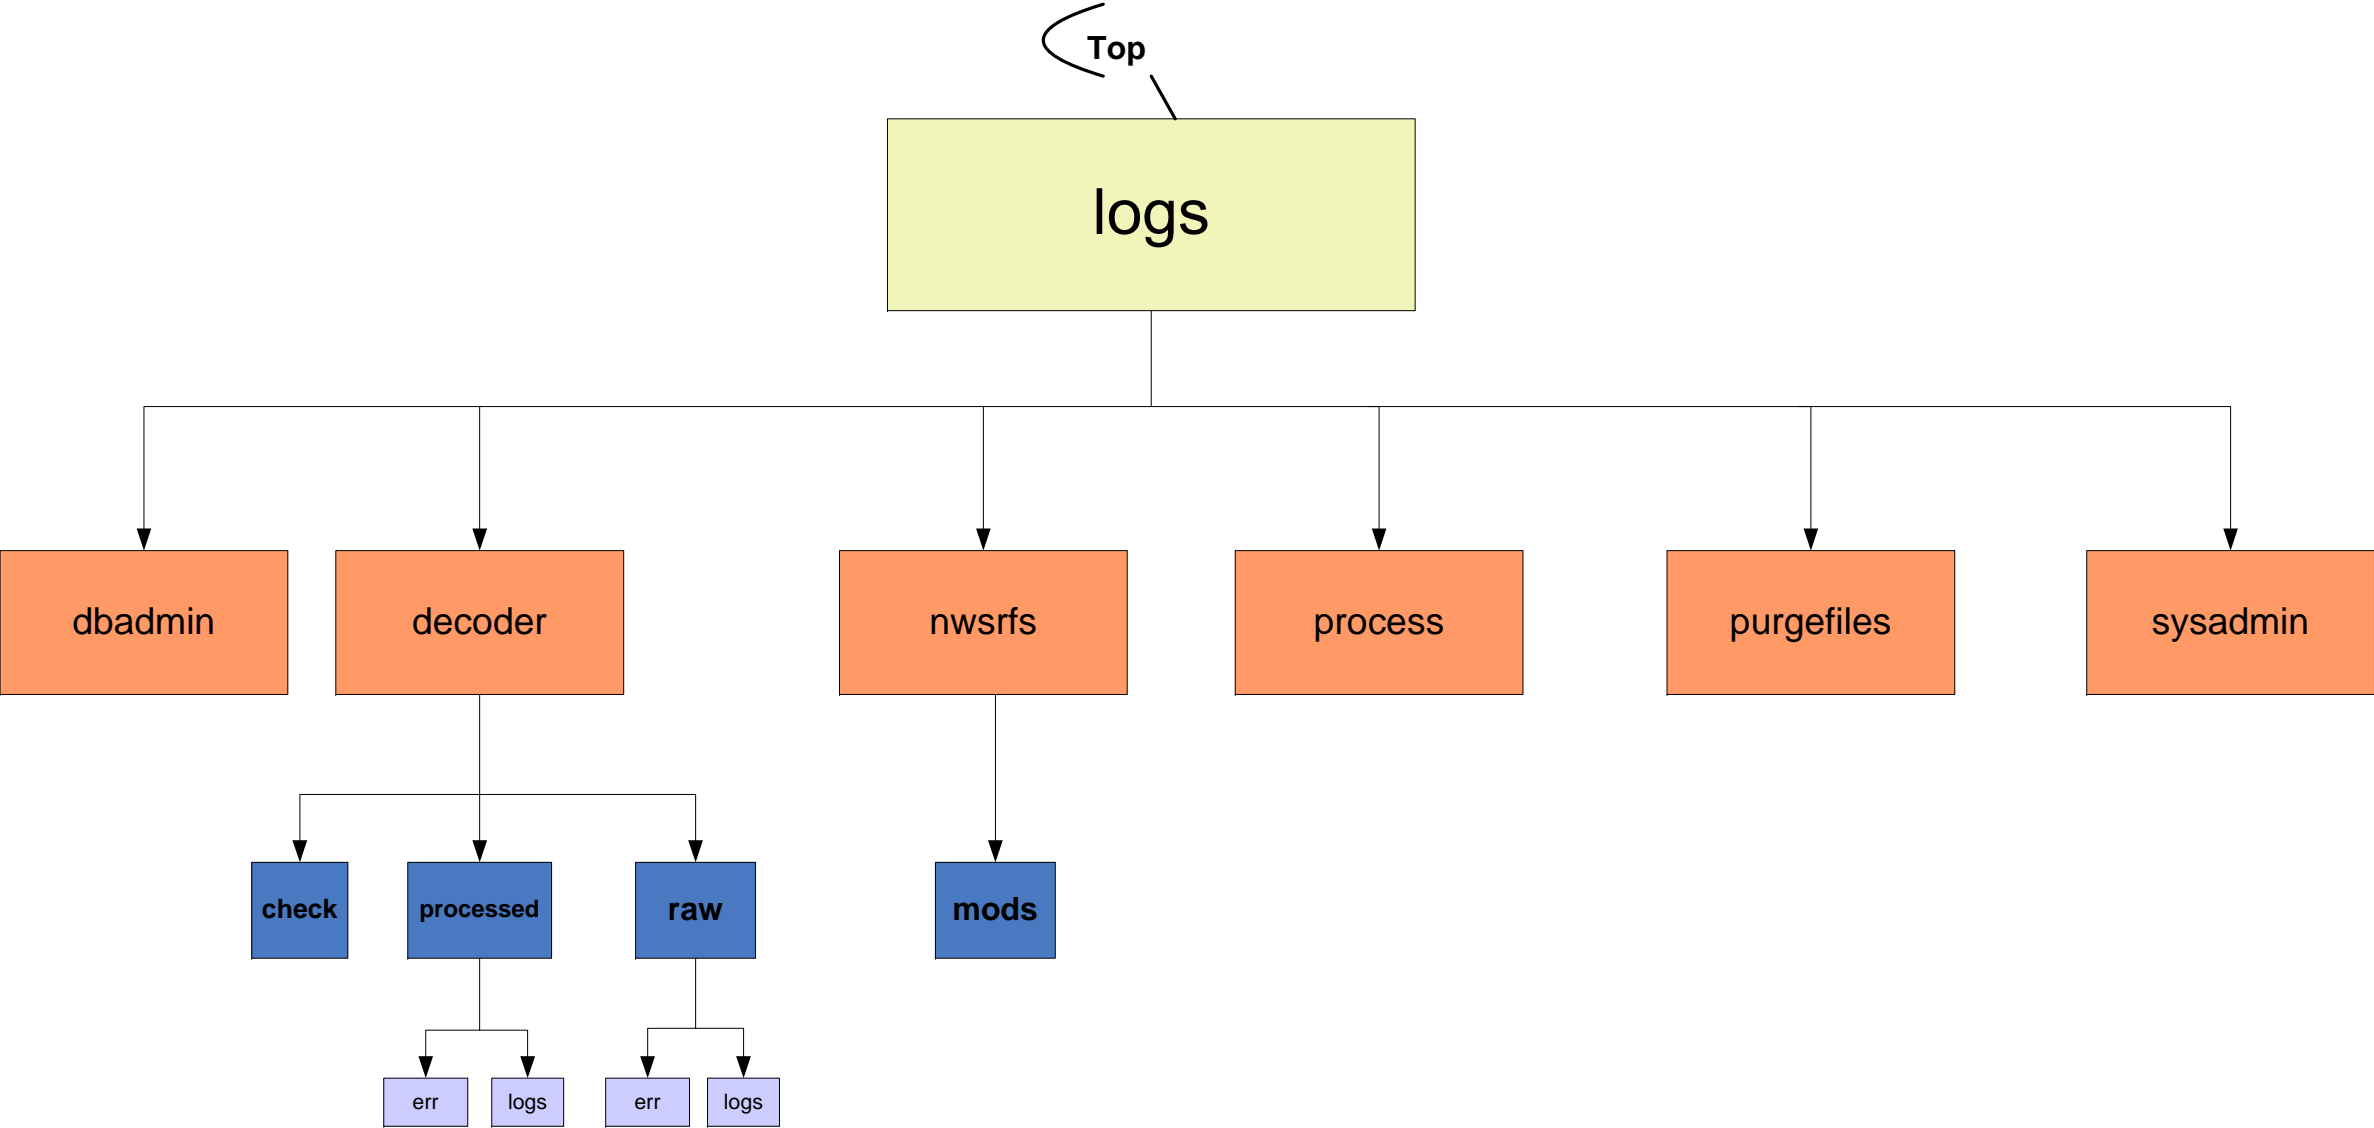 Top
logs
dbadmin
decoder
nwsrfs
process
purgefiles
sysadmin
check
processed
raw
mods
err
logs
err
logs